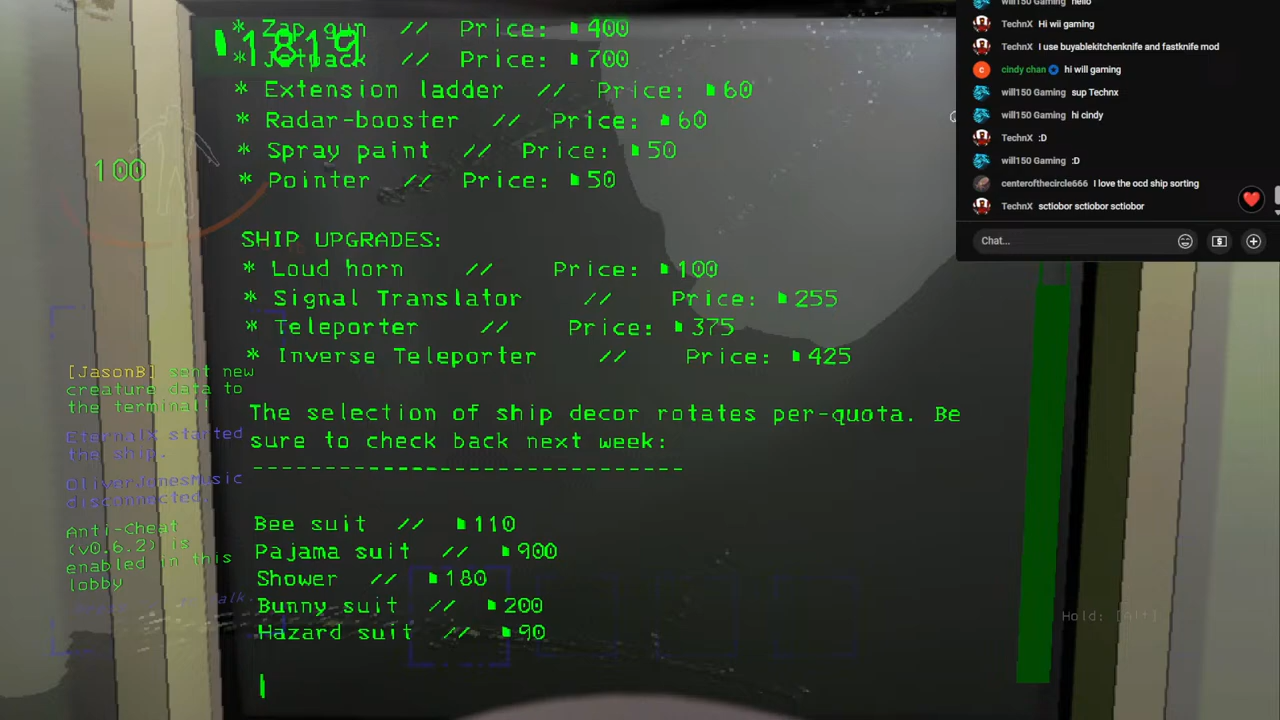 * Zap gun // Price: ▮400
▮1819
* Jetpack // Price: ▮700
* Extension ladder // Price: ▮60
* Radar-booster // Price: ▮60
* Spray paint // Price: ▮50
* Pointer // Price: ▮50
100
SHIP UPGRADES:
* Loud horn // Price: ▮100
* Signal Translator // Price: ▮255
* Teleporter // Price: ▮375
* Inverse Teleporter // Price: ▮425
The selection of ship decor rotates per-quota. Be
sure to check back next week:
--------------------------------
Bee suit // ▮110
Pajama suit // ▮900
Shower // ▮180
Bunny suit // ▮200
Hazard suit // ▮90
[JasonB] sent new
creature data to
the terminal!
EternalX started
the ship.
OliverJonesMusic
disconnected.
Anti-Cheat
(v0.6.2) is
enabled in this
lobby
Hold: [Alt]
will150 Gaming hello
TechnX Hi wii gaming
TechnX I use buyablekitchenknife and fastknife mod
cindy chan hi will gaming
will150 Gaming sup Technx
will150 Gaming hi cindy
TechnX :D
will150 Gaming :D
centerofthecircle666 I love the ocd ship sorting
TechnX sctiobor sctiobor sctiobor
Chat...